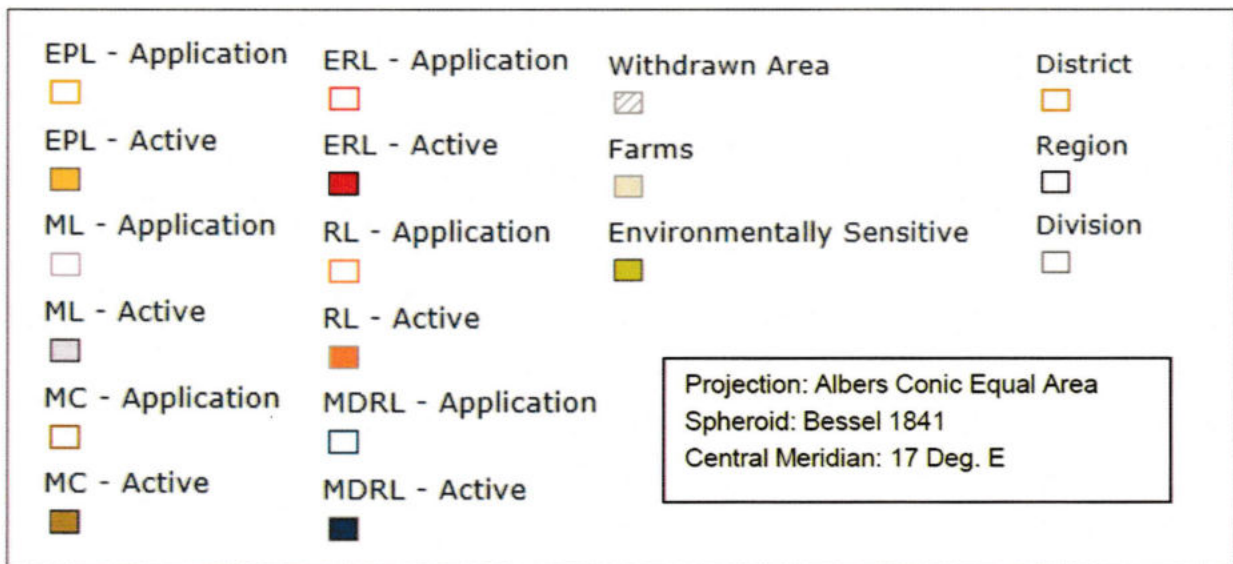 EPL - Application
EPL - Active
ML - Application
ML - Active
MC - Application
MC - Active
ERL - Application
ERL - Active
RL - Application
RL - Active
MDRL - Application
MDRL - Active
Withdrawn Area
Farms
Environmentally Sensitive
District
Region
Division
Projection: Albers Conic Equal Area
Spheroid: Bessel 1841
Central Meridian: 17 Deg. E